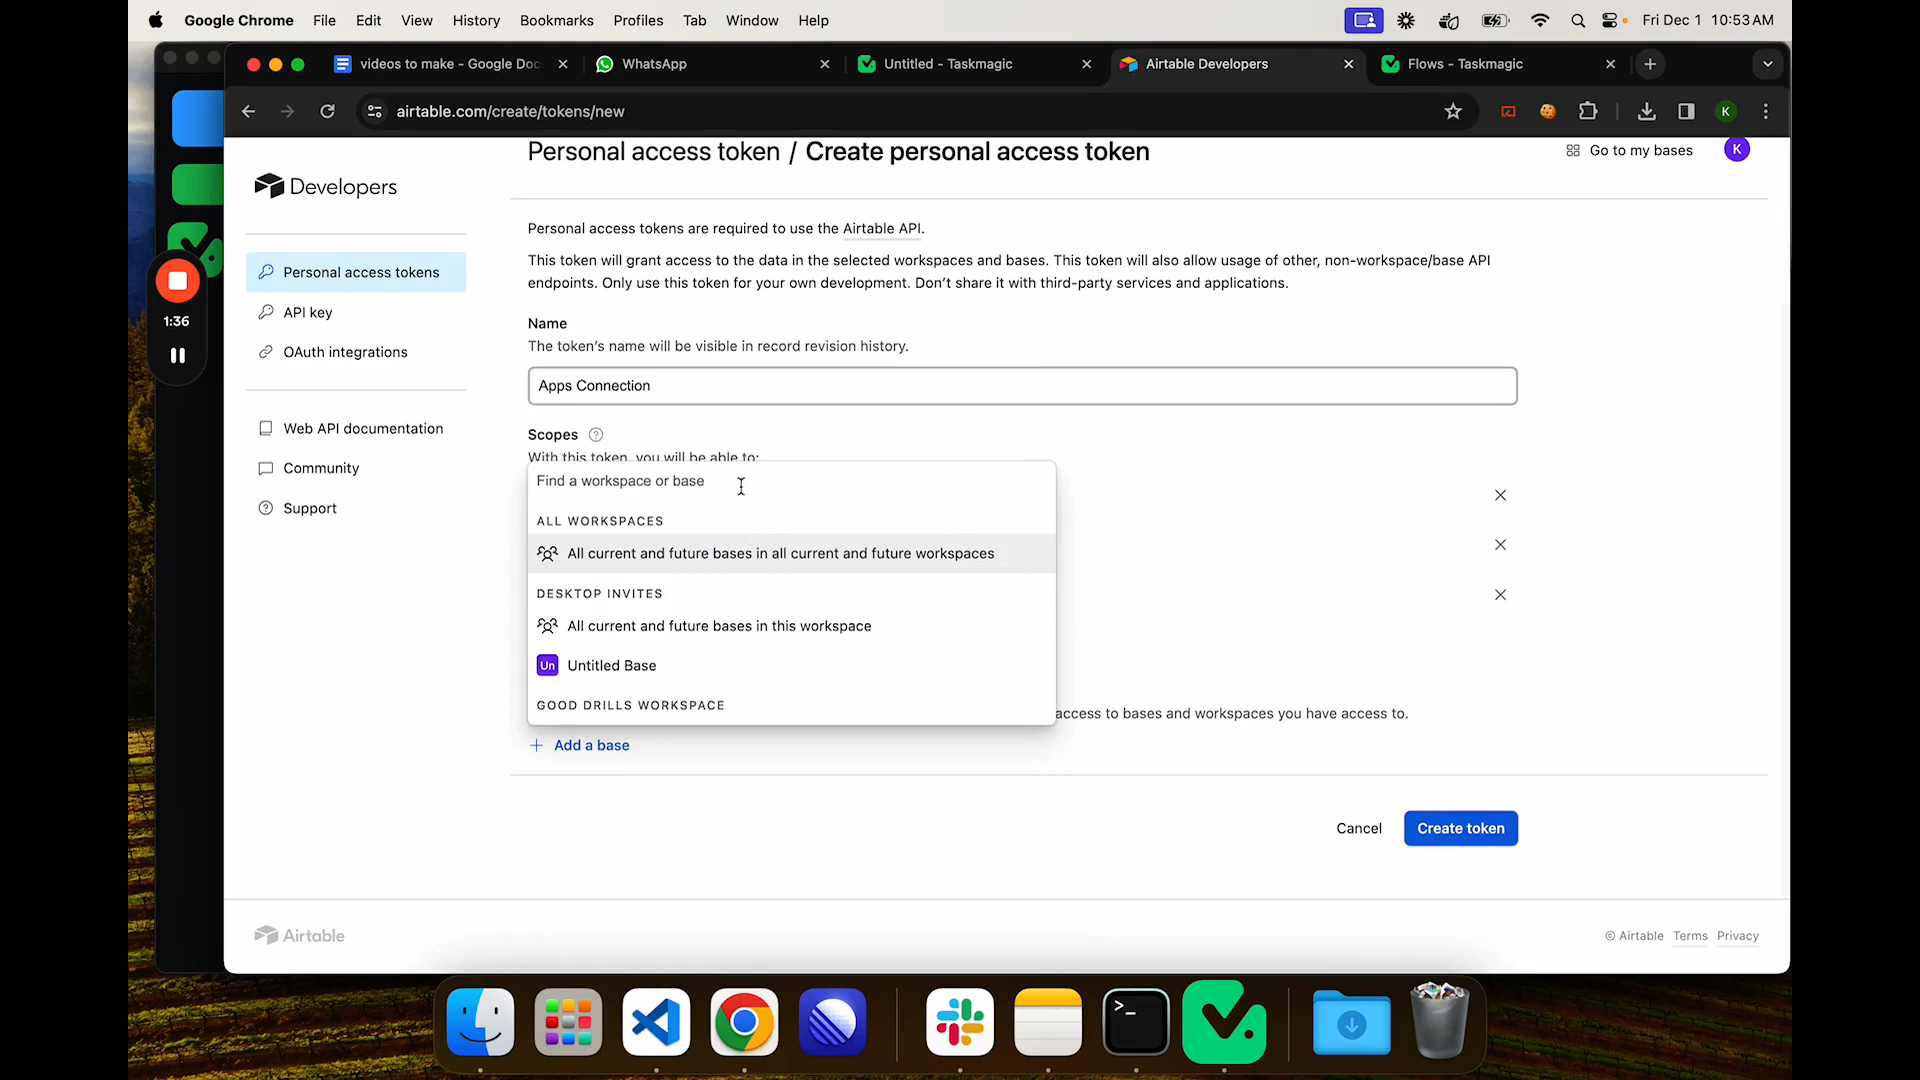 Google Chrome File Edit View History Bookmarks Profiles Tab Window Help Fri Dec 1 10:53 AM
videos to make - Google Doc WhatsApp Untitled - Taskmagic Airtable Developers Flows - Taskmagic
airtable.com/create/tokens/new K
Personal access token / Create personal access token Go to my bases K
Developers
Personal access tokens are required to use the Airtable API.
This token will grant access to the data in the selected workspaces and bases. This token will also allow usage of other, non-workspace/base API
endpoints. Only use this token for your own development. Don't share it with third-party services and applications.
Personal access tokens
API key
OAuth integrations
Web API documentation
Community
Support
1:36
Name
The token's name will be visible in record revision history.
Apps Connection
Scopes ?
With this token, you will be able to:
Find a workspace or base
ALL WORKSPACES
All current and future bases in all current and future workspaces
DESKTOP INVITES
All current and future bases in this workspace
Un Untitled Base
GOOD DRILLS WORKSPACE
access to bases and workspaces you have access to.
+ Add a base
Cancel Create token
Airtable © Airtable Terms Privacy